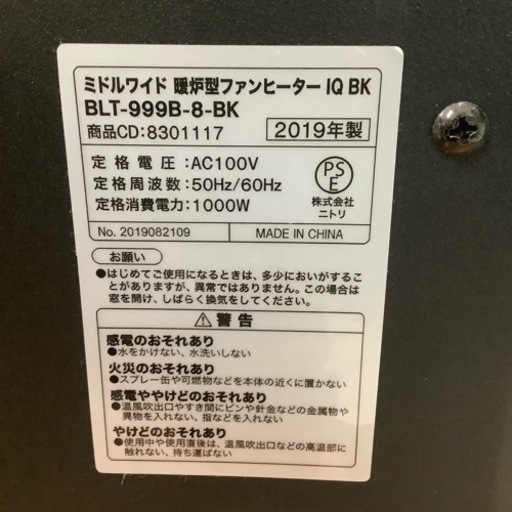 ミドルワイド 暖炉型ファンヒーター IQ BK
BLT-999B-8-BK
商品CD:8301117
2019年製
定格電圧:AC100V
定格周波数:50Hz/60Hz
定格消費電力:1000W
PSE
株式会社
ニトリ
No. 2019082109
MADE IN CHINA
お願い
●はじめてご使用になるときは、多少においがするこ
とがありますが、異常ではありません。この場合は
窓を開け、しばらく換気をしてください。
⚠警告
感電のおそれあり
●水をかけない、水洗いしない
火災のおそれあり
●スプレー缶や可燃物などを本体の近くに置かない
感電ややけどのおそれあり
●温風吹出口やすき間にピンや針金などの金属物や
異物を入れない、指などを入れない
やけどのおそれあり
●使用中や使用直後は、温風吹出口などの高温部に
触れない、持ち運ばない